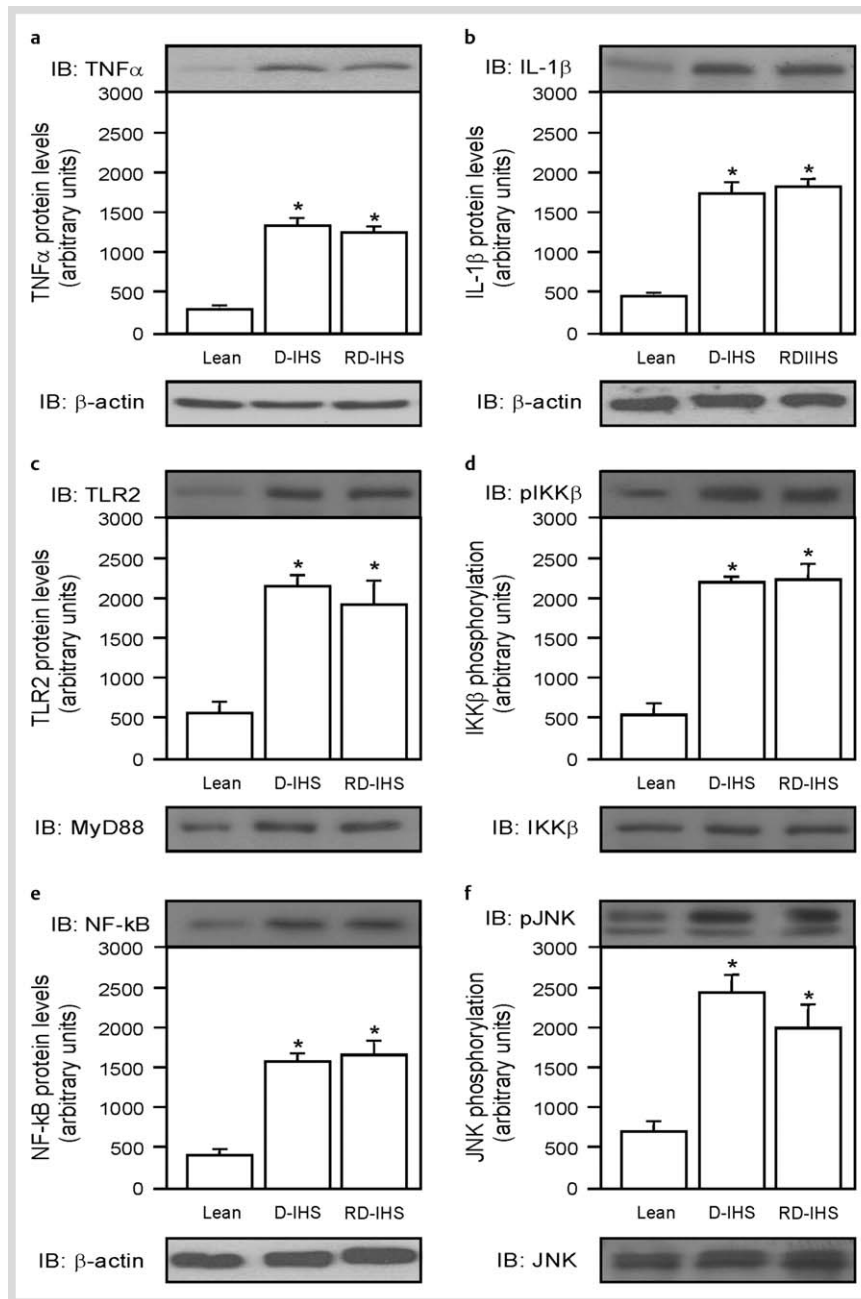 a
IB: TNFα
3000
2500
2000
1500
1000
500
0
TNFα protein levels
(arbitrary units)
*
*
Lean D-IHS RD-IHS
IB: β-actin
b
IB: IL-1β
3000
2500
2000
1500
1000
500
0
IL-1β protein levels
(arbitrary units)
*
*
Lean D-IHS RDIIHS
IB: β-actin
c
IB: TLR2
3000
2500
2000
1500
1000
500
0
TLR2 protein levels
(arbitrary units)
*
*
Lean D-IHS RD-IHS
IB: MyD88
d
IB: pIKKβ
3000
2500
2000
1500
1000
500
0
IKKβ phosphorylation
(arbitrary units)
*
*
Lean D-IHS RD-IHS
IB: IKKβ
e
IB: NF-kB
3000
2500
2000
1500
1000
500
0
NF-kB protein levels
(arbitrary units)
*
*
Lean D-IHS RD-IHS
IB: β-actin
f
IB: pJNK
3000
2500
2000
1500
1000
500
0
JNK phosphorylation
(arbitrary units)
*
*
Lean D-IHS RD-IHS
IB: JNK